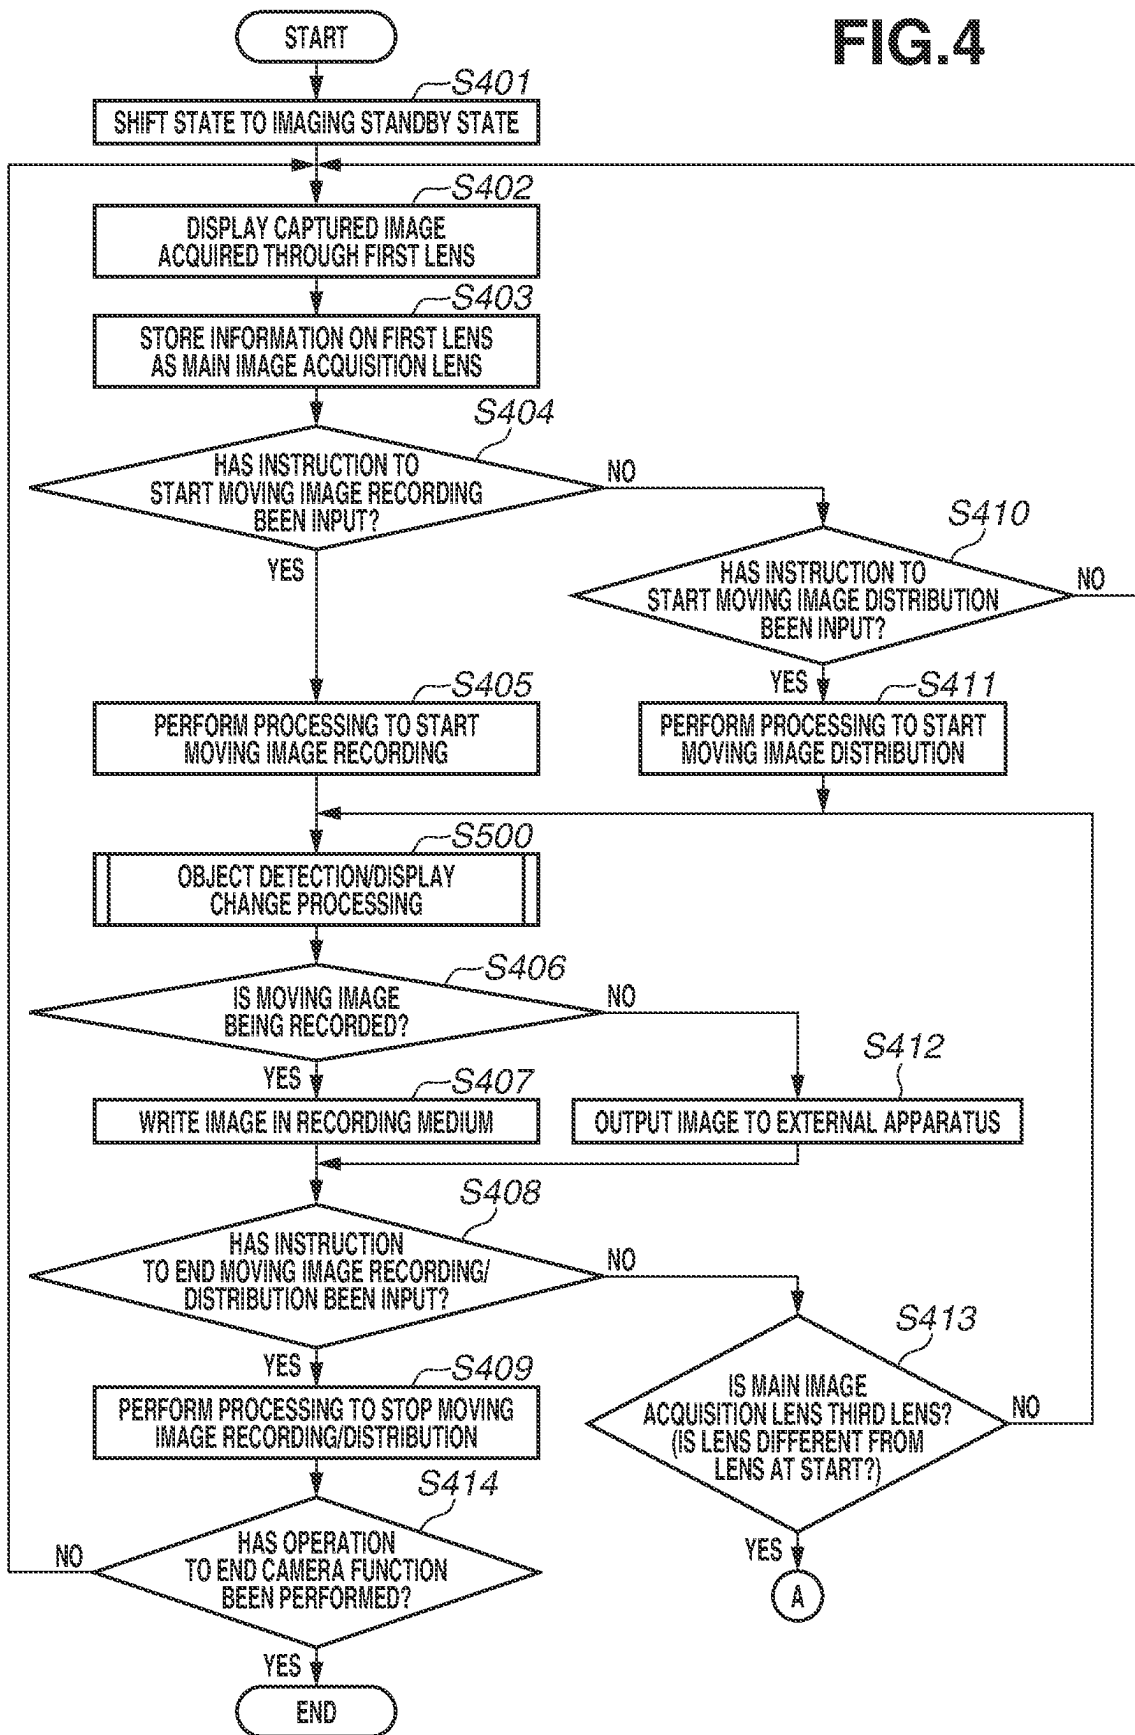 FIG.4
START
S401
SHIFT STATE TO IMAGING STANDBY STATE
S402
DISPLAY CAPTURED IMAGE
ACQUIRED THROUGH FIRST LENS
S403
STORE INFORMATION ON FIRST LENS
AS MAIN IMAGE ACQUISITION LENS
S404
HAS INSTRUCTION TO
START MOVING IMAGE RECORDING
BEEN INPUT?
NO
YES
S410
HAS INSTRUCTION TO
START MOVING IMAGE DISTRIBUTION
BEEN INPUT?
NO
YES
S405
PERFORM PROCESSING TO START
MOVING IMAGE RECORDING
S411
PERFORM PROCESSING TO START
MOVING IMAGE DISTRIBUTION
S500
OBJECT DETECTION/DISPLAY
CHANGE PROCESSING
S406
IS MOVING IMAGE
BEING RECORDED?
NO
YES
S407
WRITE IMAGE IN RECORDING MEDIUM
S412
OUTPUT IMAGE TO EXTERNAL APPARATUS
S408
HAS INSTRUCTION
TO END MOVING IMAGE RECORDING/
DISTRIBUTION BEEN INPUT?
NO
YES
S413
IS MAIN IMAGE
ACQUISITION LENS THIRD LENS?
(IS LENS DIFFERENT FROM
LENS AT START?)
NO
YES
A
S409
PERFORM PROCESSING TO STOP MOVING
IMAGE RECORDING/DISTRIBUTION
S414
HAS OPERATION
TO END CAMERA FUNCTION
BEEN PERFORMED?
NO
YES
END